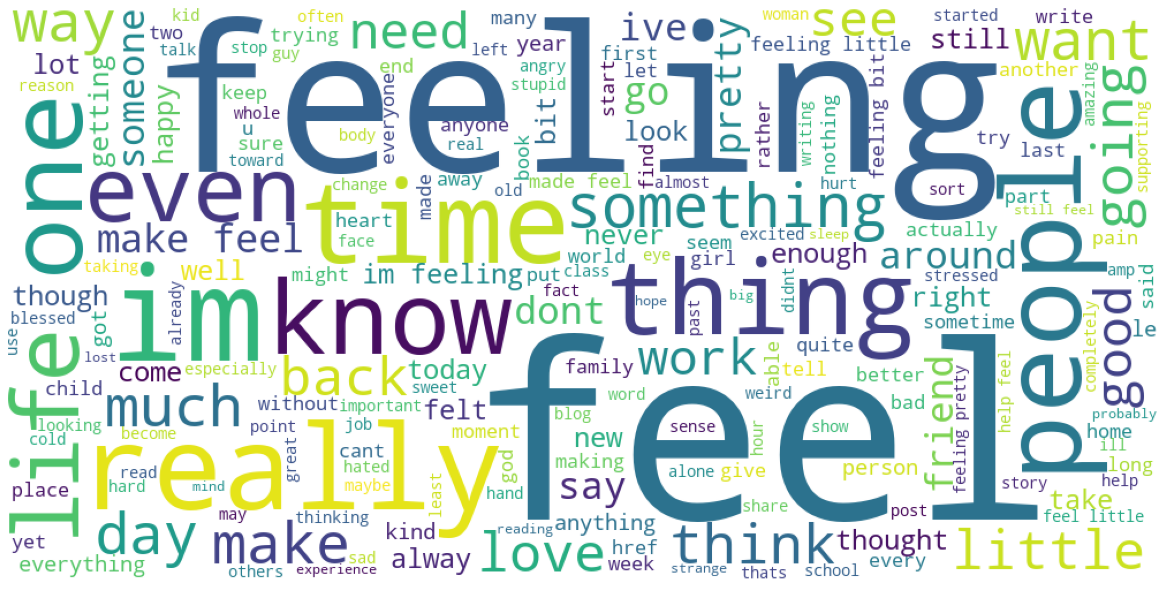 way
kid
often
trying
many
need
ive
woman
see
started
write
two
talk
stop
guy
left
year
first
feeling little
still
want
lot
someone
feeling
end
angry
let
pretty
another
reason
getting
happy
keep
whole
u
sure
toward
body
everyone
anyone
real
stupid
book
bit
start
go
look
find
rather
writing
nothing
feeling bit
try
last
amazing
supporting
one
even
change
made
away
old
made feel
almost
hurt
sort
people
part
going
still feel
time
something
make feel
heart
face
never
seem
girl
excited
sleep
actually
pain
taking
well
might
im feeling
put
world
class
eye
enough
around
stressed
amp
said
though
blessed
got
already
im
know
fact
dont
hope
thing
past
big
didnt
right
sometime
good
le
use
lost
life
come
especially
back
today
sweet
family
work
able
quite
tell
better
friend
completely
child
looking
cold
become
much
without
important
felt
word
weird
bad
help feel
probably
home
point
job
moment
blog
new
feel
sense
hour
show
feeling pretty
ill
long
place
read
hard
mind
really
great
cant
hated
maybe
least
god
hand
making
say
alone
give
person
story
help
yet
day
may
thinking
kind
reading
anything
share
post
take
feel little
everything
others
make
sad
experience
alway
love
href
week
strange
think
thats
school
thought
every
little